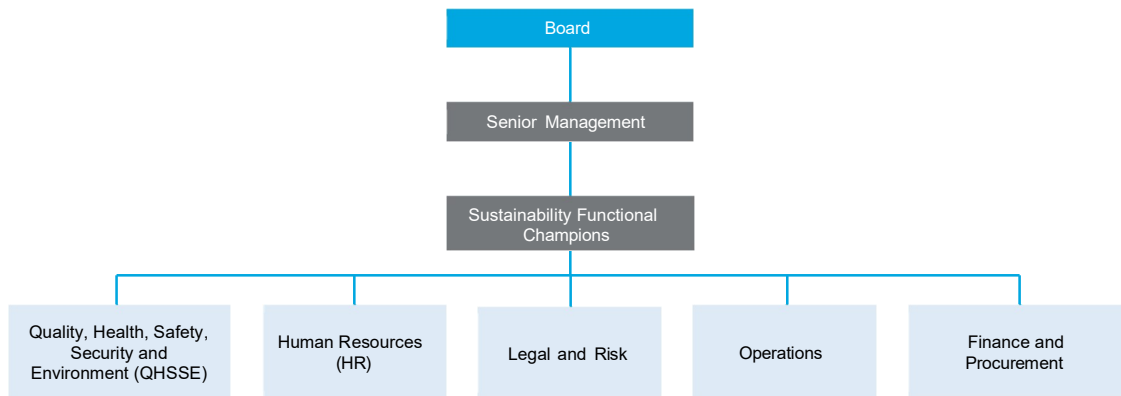 Board
Senior Management
Sustainability Functional
Champions
Quality, Health, Safety,
Security and
Environment (QHSSE)
Human Resources
(HR)
Legal and Risk
Operations
Finance and
Procurement